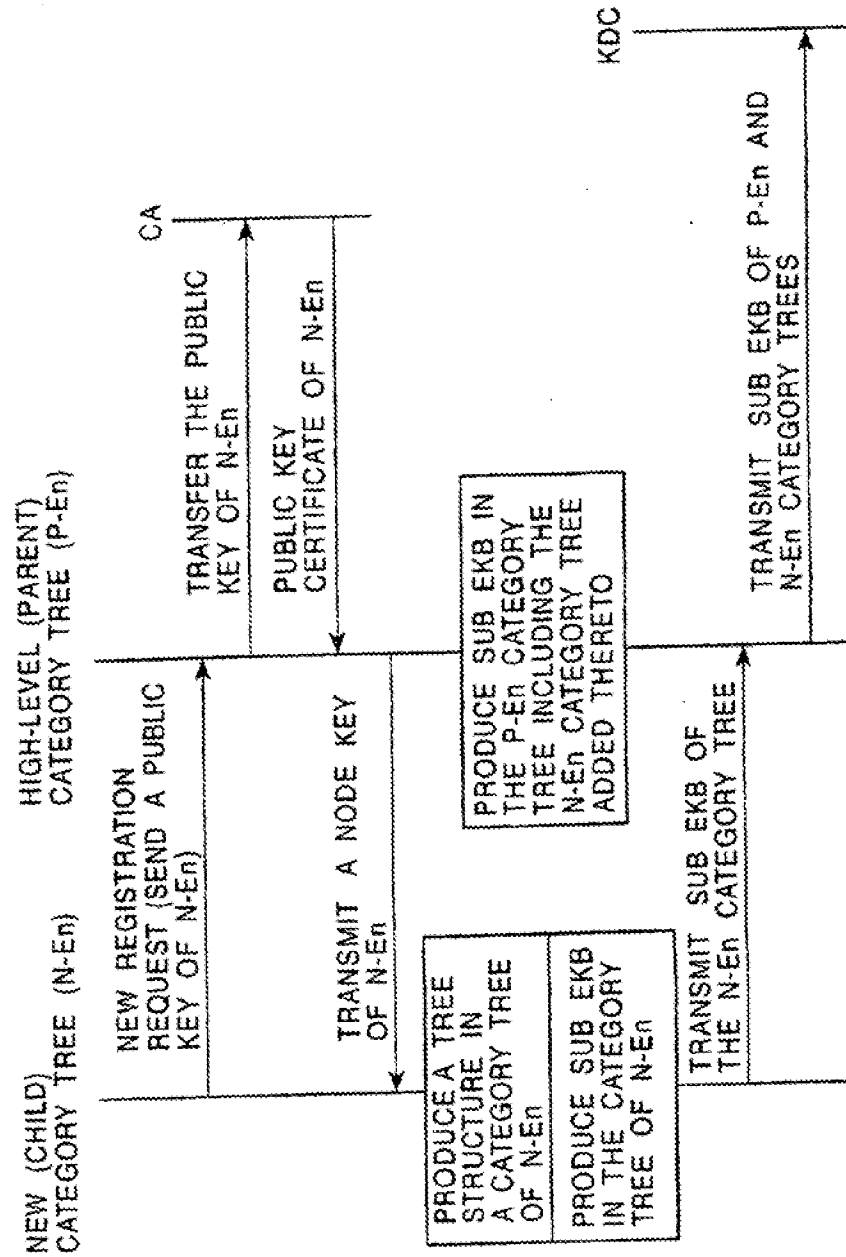 NEW (CHILD)
CATEGORY TREE (N-En)
HIGH-LEVEL (PARENT)
CATEGORY TREE (P-En)
CA
KDC
NEW REGISTRATION
REQUEST (SEND A PUBLIC
KEY OF N-En)
TRANSFER THE PUBLIC
KEY OF N-En
PUBLIC KEY
CERTIFICATE OF N-En
TRANSMIT A NODE KEY
OF N-En
PRODUCE A TREE
STRUCTURE IN
A CATEGORY TREE
OF N-En
PRODUCE SUB EKB
IN THE CATEGORY
TREE OF N-En
PRODUCE SUB EKB IN
THE P-En CATEGORY
TREE INCLUDING THE
N-En CATEGORY TREE
ADDED THERETO
TRANSMIT SUB EKB OF
THE N-En CATEGORY TREE
TRANSMIT SUB EKB OF P-En AND
N-En CATEGORY TREES